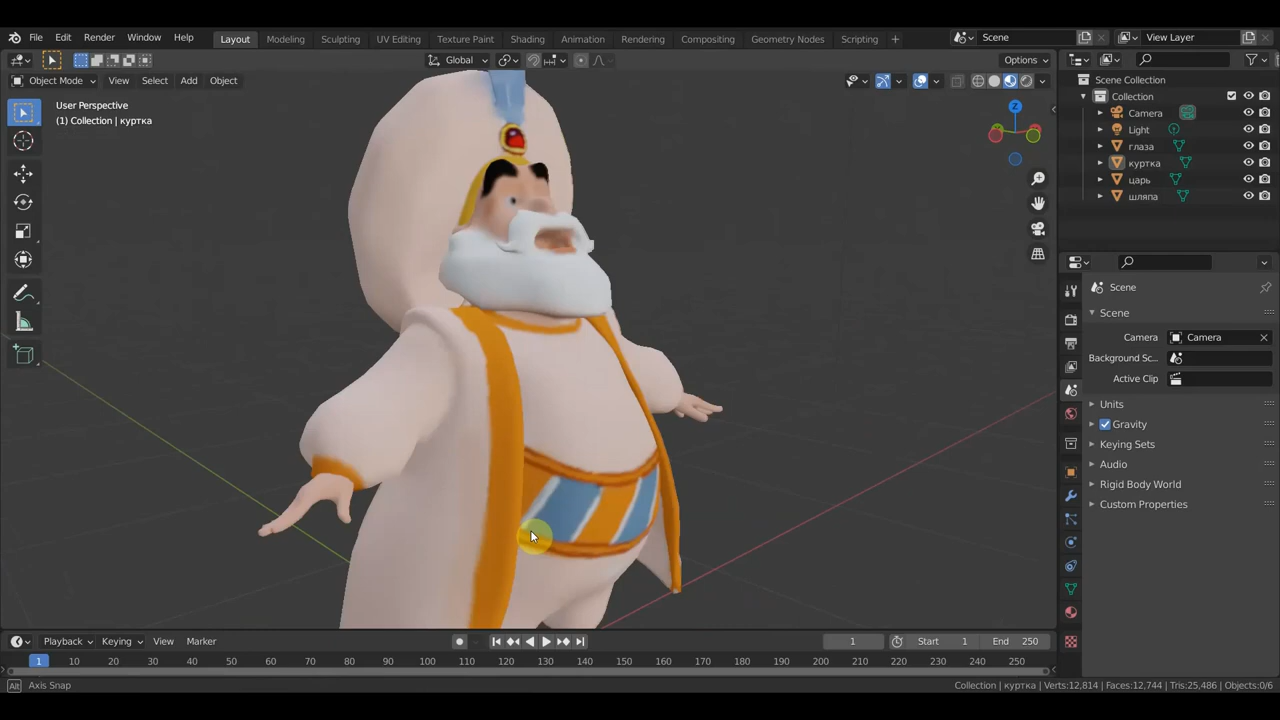 File Edit Render Window Help Layout Modeling Sculpting UV Editing Texture Paint Shading Animation Rendering Compositing Geometry Nodes Scripting + Scene View Layer
Global Options
Object Mode View Select Add Object
User Perspective
(1) Collection | куртка
Z
Scene Collection
Collection
Camera
Light
глаза
куртка
царь
шляпа
Scene
Scene
Camera Camera
Background Sc...
Active Clip
Units
Gravity
Keying Sets
Audio
Rigid Body World
Custom Properties
Playback Keying View Marker 1 Start 1 End 250
1 10 20 30 40 50 60 70 80 90 100 110 120 130 140 150 160 170 180 190 200 210 220 230 240 250
Alt Axis Snap Collection | куртка | Verts:12,814 | Faces:12,744 | Tris:25,486 | Objects:0/6